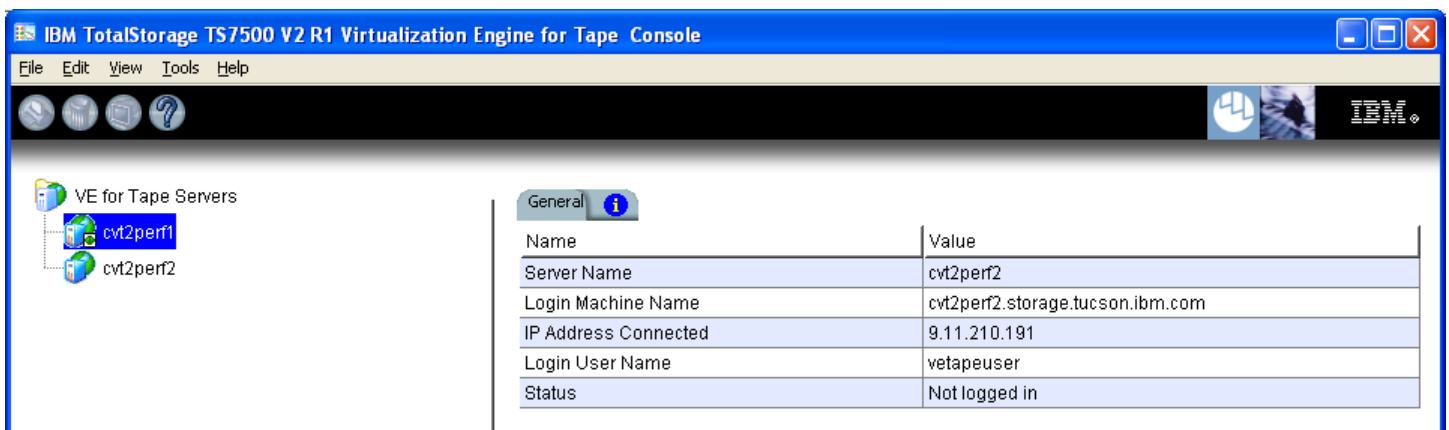 IBM TotalStorage TS7500 V2 R1 Virtualization Engine for Tape Console
File Edit View Tools Help
IBM
VE for Tape Servers
cvt2perf1
cvt2perf2
General
Name Value
Server Name cvt2perf2
Login Machine Name cvt2perf2.storage.tucson.ibm.com
IP Address Connected 9.11.210.191
Login User Name vetapeuser
Status Not logged in